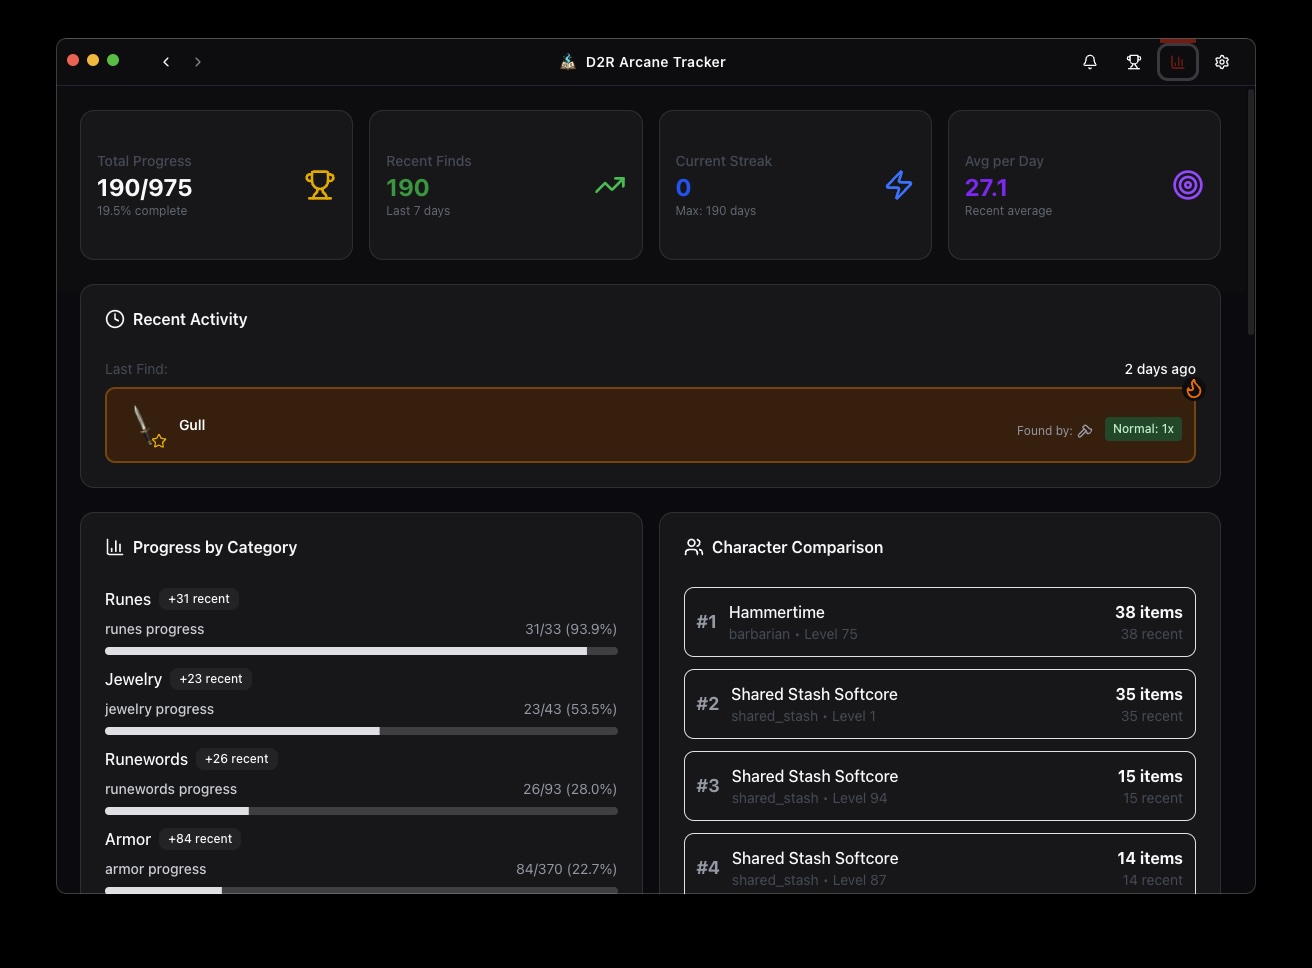 D2R Arcane Tracker
Total Progress
190/975
19.5% complete
Recent Finds
190
Last 7 days
Current Streak
0
Max: 190 days
Avg per Day
27.1
Recent average
Recent Activity
Last Find:
2 days ago
Gull
Found by:
Normal: 1x
Progress by Category
Runes +31 recent
runes progress 31/33 (93.9%)
Jewelry +23 recent
jewelry progress 23/43 (53.5%)
Runewords +26 recent
runewords progress 26/93 (28.0%)
Armor +84 recent
armor progress 84/370 (22.7%)
Character Comparison
#1 Hammertime 38 items
barbarian • Level 75 38 recent
#2 Shared Stash Softcore 35 items
shared_stash • Level 1 35 recent
#3 Shared Stash Softcore 15 items
shared_stash • Level 94 15 recent
#4 Shared Stash Softcore 14 items
shared_stash • Level 87 14 recent